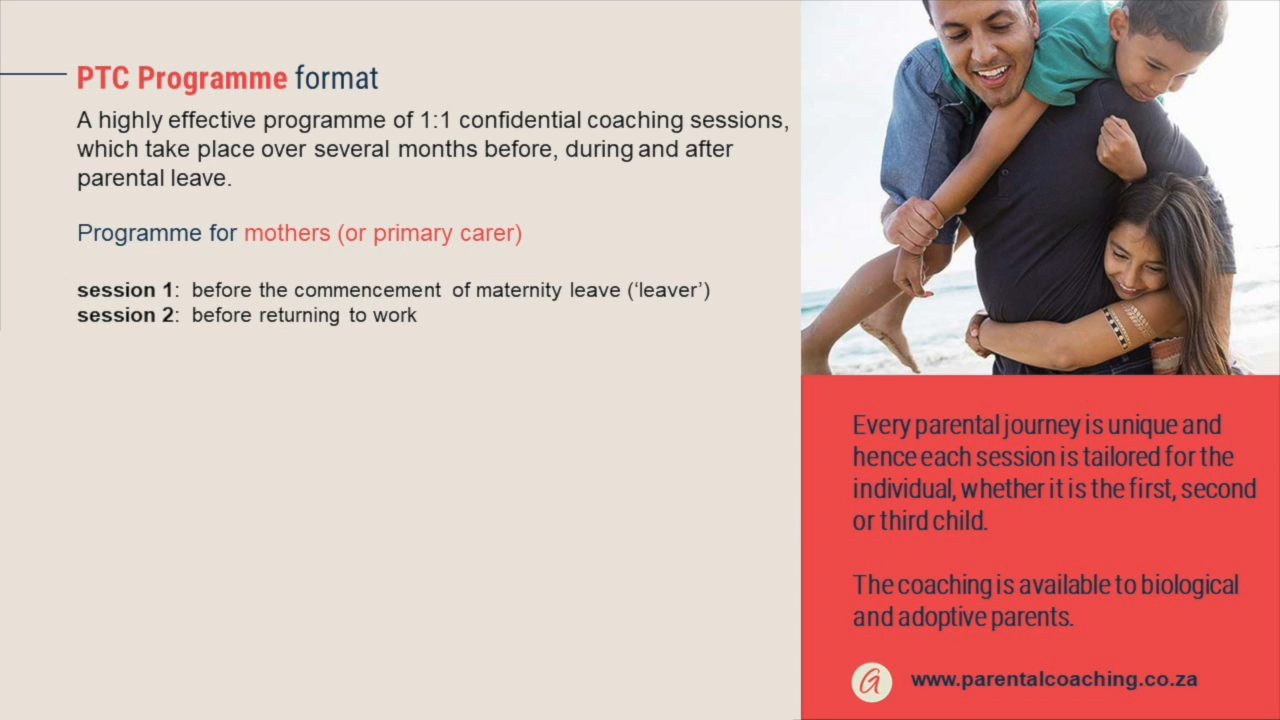 PTC Programme format
A highly effective programme of 1:1 confidential coaching sessions,
which take place over several months before, during and after
parental leave.
Programme for mothers (or primary carer)
session 1: before the commencement of maternity leave (‘leaver’)
session 2: before returning to work
Every parental journey is unique and
hence each session is tailored for the
individual, whether it is the first, second
or third child.
The coaching is available to biological
and adoptive parents.
www.parentalcoaching.co.za